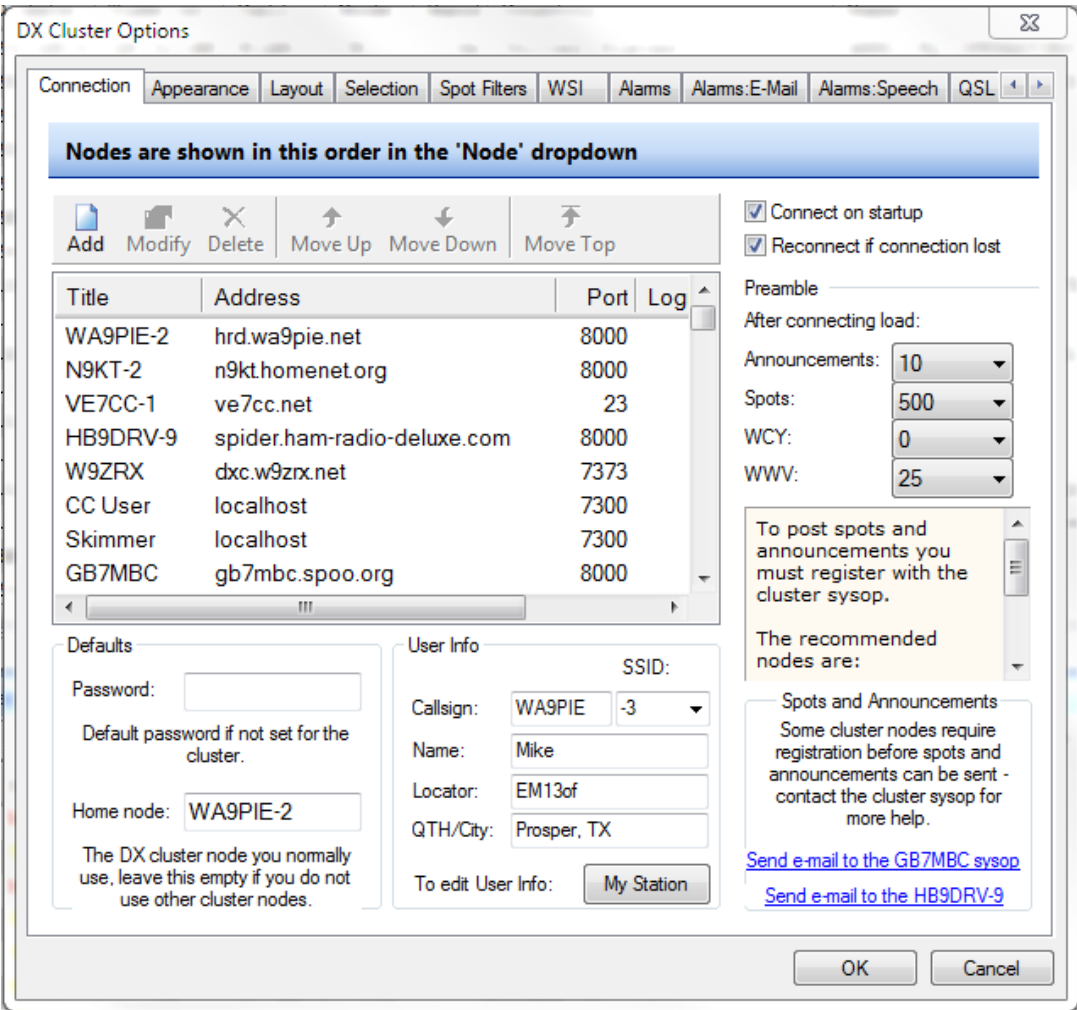 DX Cluster Options
Connection Appearance Layout Selection Spot Filters WSI Alarms Alarms:E-Mail Alarms:Speech QSL
Nodes are shown in this order in the 'Node' dropdown
Add Modify Delete Move Up Move Down Move Top
Title Address Port Log
WA9PIE-2 hrd.wa9pie.net 8000
N9KT-2 n9kt.homenet.org 8000
VE7CC-1 ve7cc.net 23
HB9DRV-9 spider.ham-radio-deluxe.com 8000
W9ZRX dxc.w9zrx.net 7373
CC User localhost 7300
Skimmer localhost 7300
GB7MBC gb7mbc.spoo.org 8000
Connect on startup
Reconnect if connection lost
Preamble
After connecting load:
Announcements: 10
Spots: 500
WCY: 0
WWV: 25
To post spots and
announcements you
must register with the
cluster sysop.
The recommended
nodes are:
Defaults
Password:
Default password if not set for the
cluster.
Home node: WA9PIE-2
The DX cluster node you normally
use, leave this empty if you do not
use other cluster nodes.
User Info
SSID:
Callsign: WA9PIE -3
Name: Mike
Locator: EM13of
QTH/City: Prosper, TX
To edit User Info: My Station
Spots and Announcements
Some cluster nodes require
registration before spots and
announcements can be sent -
contact the cluster sysop for
more help.
Send e-mail to the GB7MBC sysop
Send e-mail to the HB9DRV-9
OK Cancel